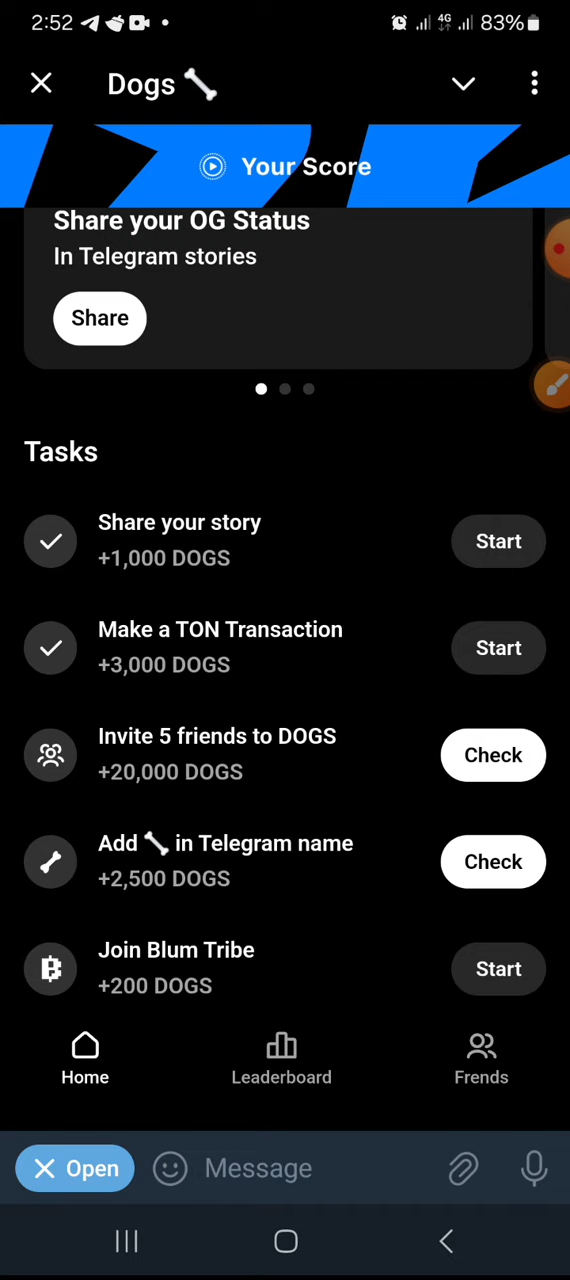 2:52
4G
83%
Dogs 🦴
Your Score
Share your OG Status
In Telegram stories
Share
Tasks
Share your story
+1,000 DOGS
Start
Make a TON Transaction
+3,000 DOGS
Start
Invite 5 friends to DOGS
+20,000 DOGS
Check
Add 🦴 in Telegram name
+2,500 DOGS
Check
Join Blum Tribe
+200 DOGS
Start
Home
Leaderboard
Frends
Open
Message